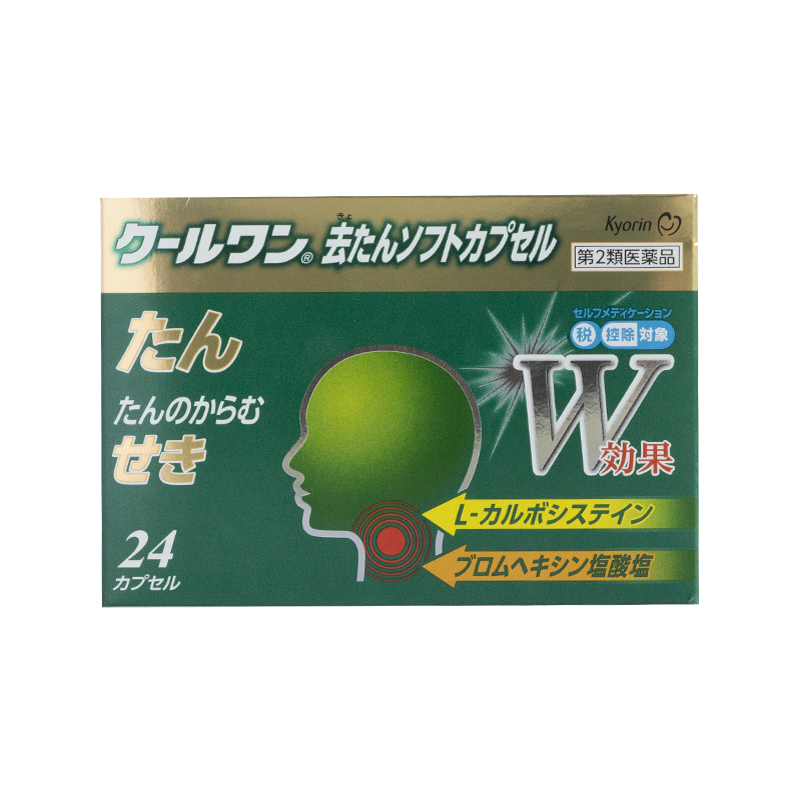 きょ
クールワン® 去たんソフトカプセル
Kyorin
第2類医薬品
セルフメディケーション
税 控除 対象
たん
たんのからむ
せき
W
効果
L-カルボシステイン
ブロムヘキシン塩酸塩
24
カプセル